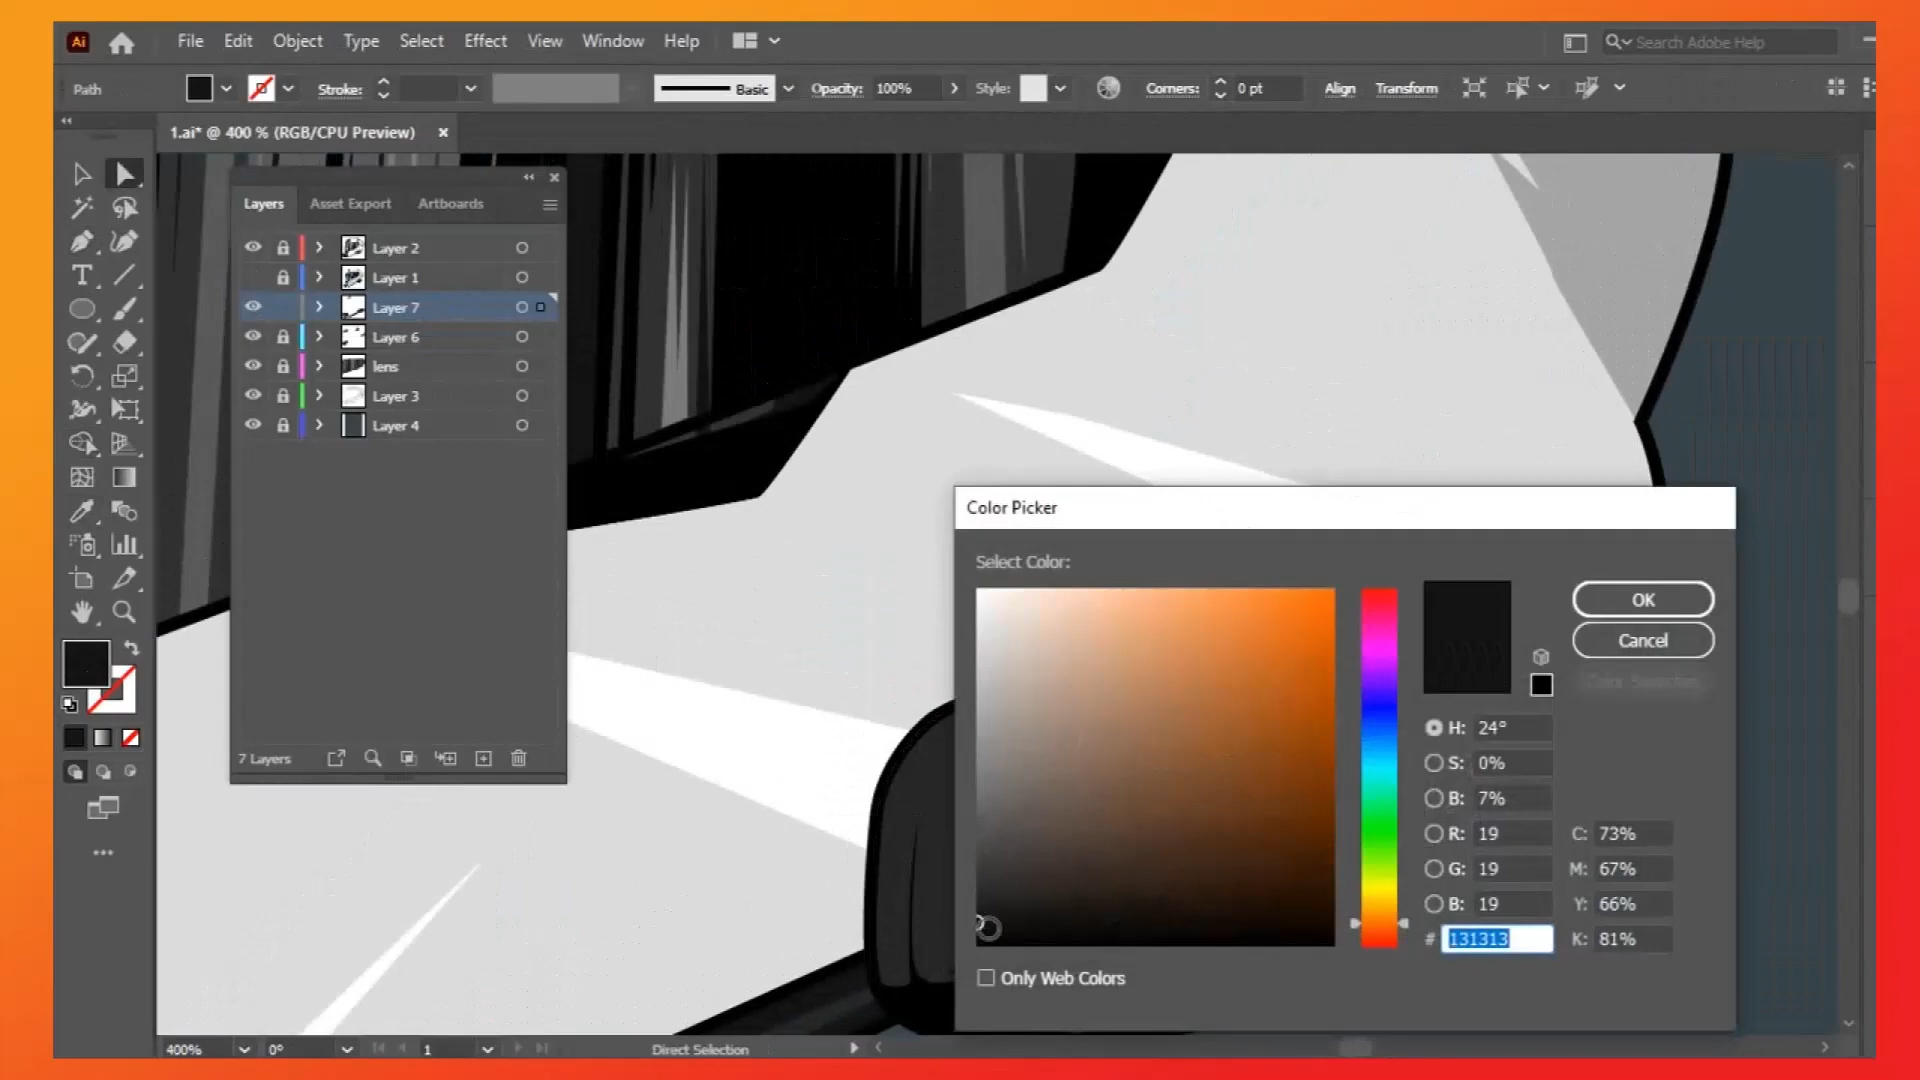 Ai File Edit Object Type Select Effect View Window Help Search Adobe Help
Path Stroke: Basic Opacity: 100% Style: Corners: 0 pt Align Transform
1.ai* @ 400 % (RGB/CPU Preview)
Layers Asset Export Artboards
Layer 2
Layer 1
Layer 7
Layer 6
lens
Layer 3
Layer 4
7 Layers
Color Picker
Select Color:
OK
Cancel
Color Swatches
H: 24°
S: 0%
B: 7%
R: 19 C: 73%
G: 19 M: 67%
B: 19 Y: 66%
# 131313 K: 81%
Only Web Colors
400% 0° 1 Direct Selection